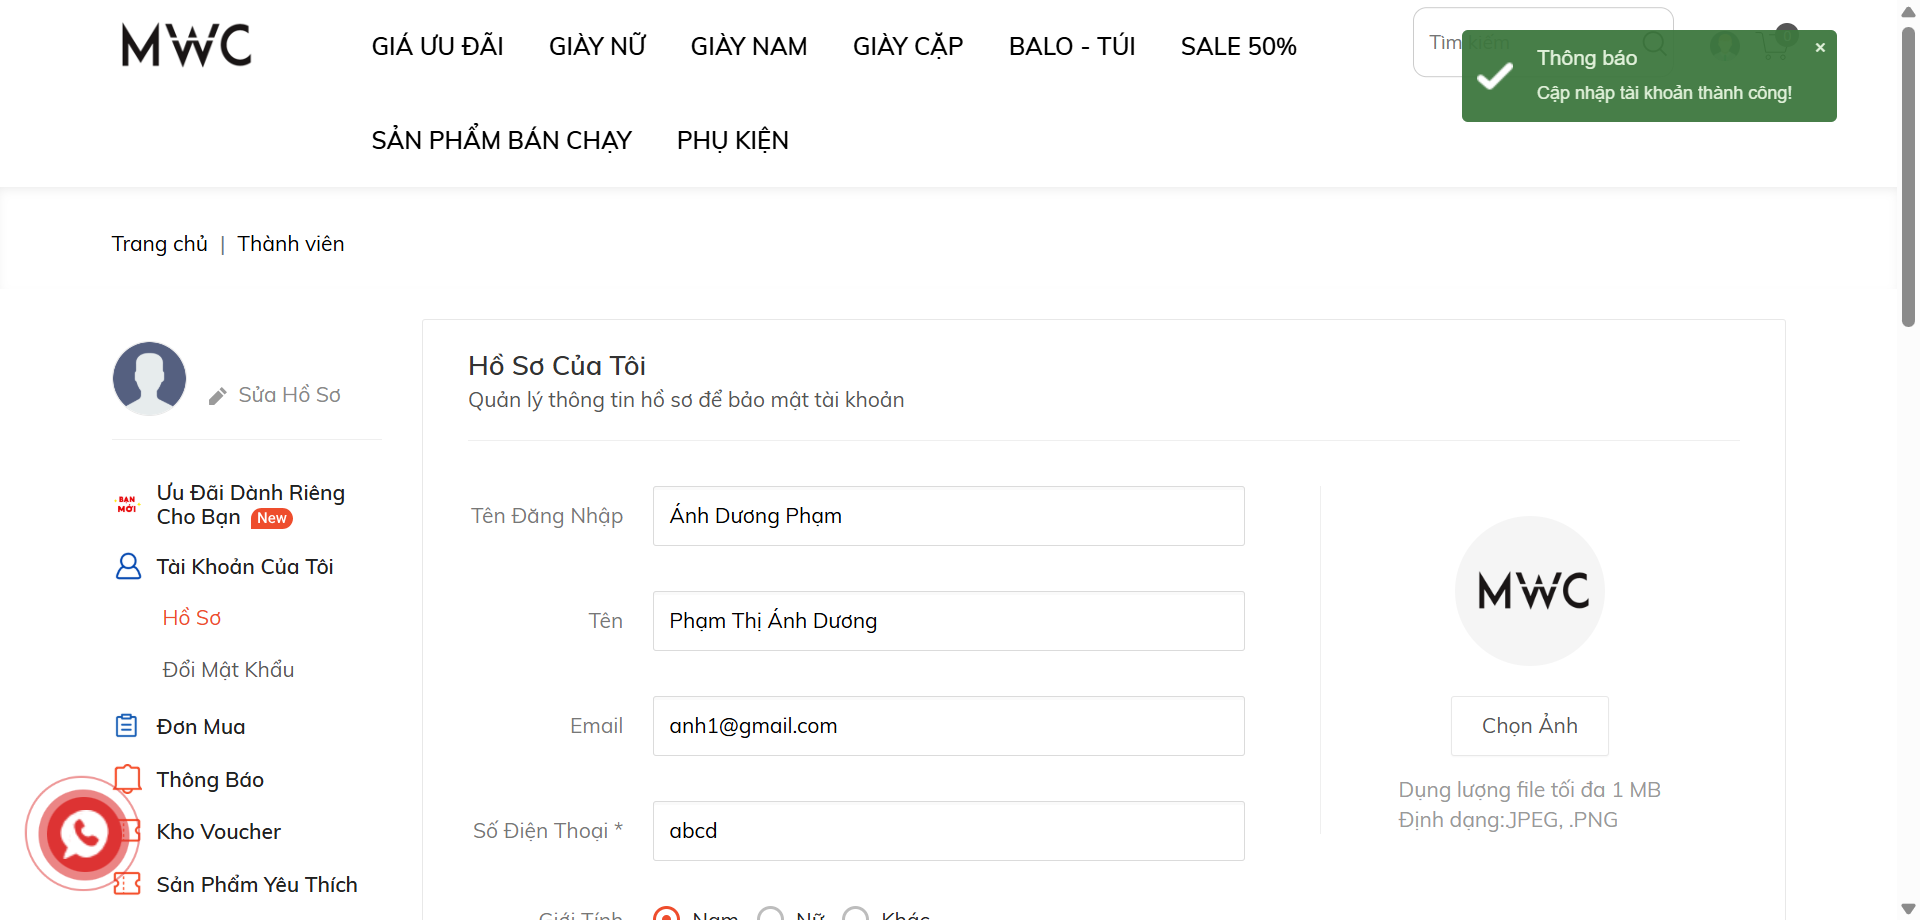 MWC
GIÁ ƯU ĐÃI GIÀY NỮ GIÀY NAM GIÀY CẶP BALO - TÚI SALE 50%
SẢN PHẨM BÁN CHẠY PHỤ KIỆN
Tìm kiếm
0
Thông báo
×
Cập nhập tài khoản thành công!
Trang chủ | Thành viên
Sửa Hồ Sơ
BẠN MỚI
Ưu Đãi Dành Riêng
Cho Bạn New
Tài Khoản Của Tôi
Hồ Sơ
Đổi Mật Khẩu
Đơn Mua
Thông Báo
Kho Voucher
Sản Phẩm Yêu Thích
Hồ Sơ Của Tôi
Quản lý thông tin hồ sơ để bảo mật tài khoản
Tên Đăng Nhập Ánh Dương Phạm
Tên Phạm Thị Ánh Dương
Email anh1@gmail.com
Số Điện Thoại * abcd
Giới Tính Nam Nữ Khác
MWC
Chọn Ảnh
Dụng lượng file tối đa 1 MB
Định dạng:JPEG, .PNG